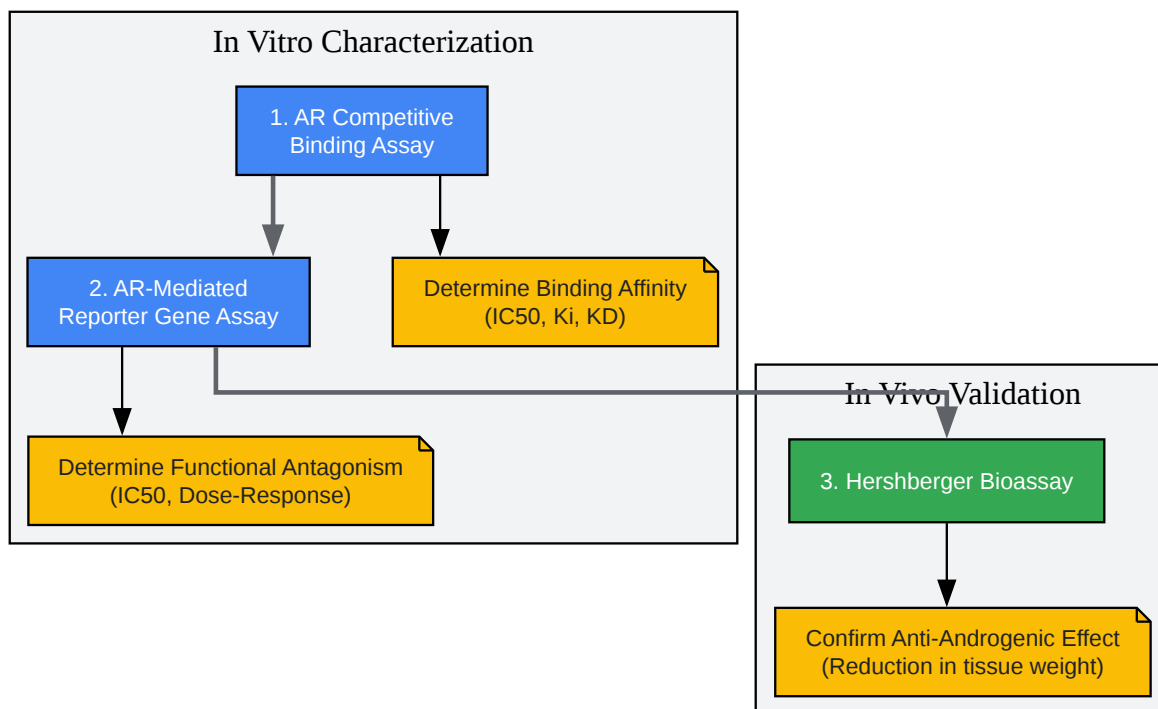 In Vitro Characterization
1. AR Competitive
Binding Assay
2. AR-Mediated
Reporter Gene Assay
Determine Binding Affinity
(IC50, Ki, KD)
Determine Functional Antagonism
(IC50, Dose-Response)
In Vivo Validation
3. Hershberger Bioassay
Confirm Anti-Androgenic Effect
(Reduction in tissue weight)